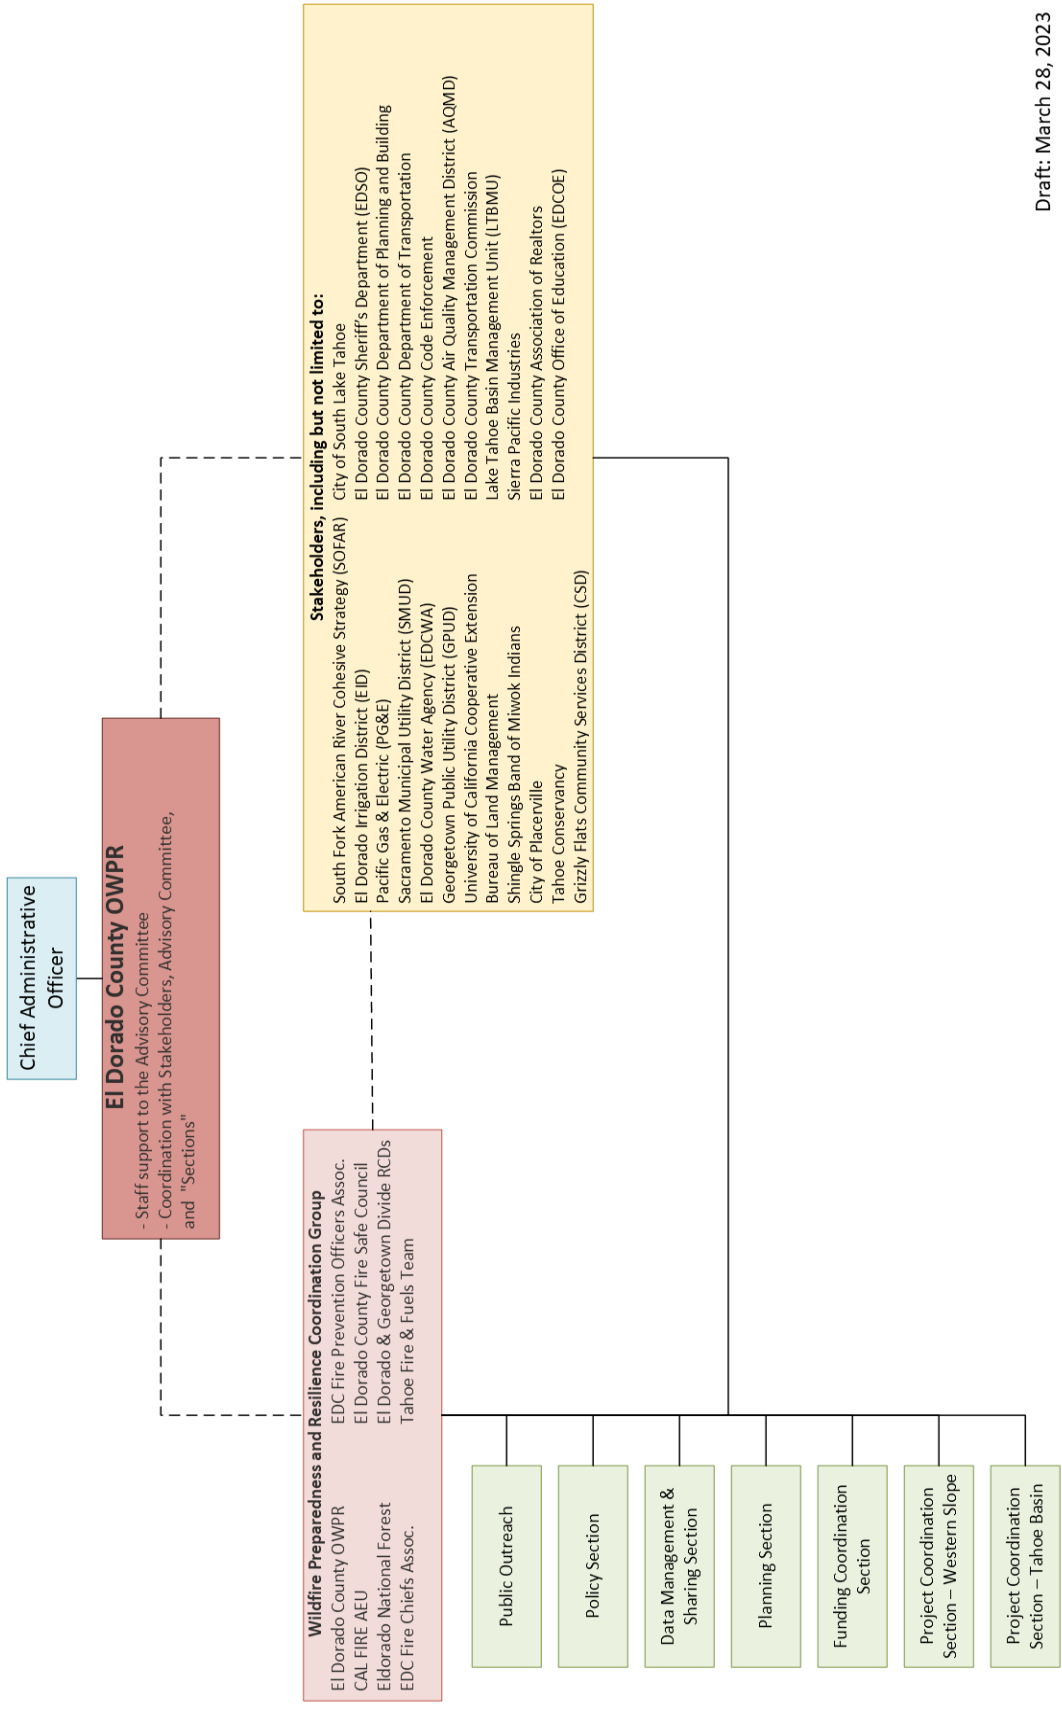 Chief Administrative
Officer
El Dorado County OWPR
- Staff support to the Advisory Committee
- Coordination with Stakeholders, Advisory Committee,
and "Sections"
Wildfire Preparedness and Resilience Coordination Group
El Dorado County OWPR
CAL FIRE AEU
Eldorado National Forest
EDC Fire Chiefs Assoc.
EDC Fire Prevention Officers Assoc.
El Dorado County Fire Safe Council
El Dorado & Georgetown Divide RCDs
Tahoe Fire & Fuels Team
Stakeholders, including but not limited to:
South Fork American River Cohesive Strategy (SOFAR)
El Dorado Irrigation District (EID)
Pacific Gas & Electric (PG&E)
Sacramento Municipal Utility District (SMUD)
El Dorado County Water Agency (EDCWA)
Georgetown Public Utility District (GPUD)
University of California Cooperative Extension
Bureau of Land Management
Shingle Springs Band of Miwok Indians
City of Placerville
Tahoe Conservancy
Grizzly Flats Community Services District (CSD)
City of South Lake Tahoe
El Dorado County Sheriff's Department (EDSO)
El Dorado County Department of Planning and Building
El Dorado County Department of Transportation
El Dorado County Code Enforcement
El Dorado County Air Quality Management District (AQMD)
El Dorado County Transportation Commission
Lake Tahoe Basin Management Unit (LTBMU)
Sierra Pacific Industries
El Dorado County Association of Realtors
El Dorado County Office of Education (EDCOE)
Public Outreach
Policy Section
Data Management &
Sharing Section
Planning Section
Funding Coordination
Section
Project Coordination
Section – Western Slope
Project Coordination
Section – Tahoe Basin
Draft: March 28, 2023